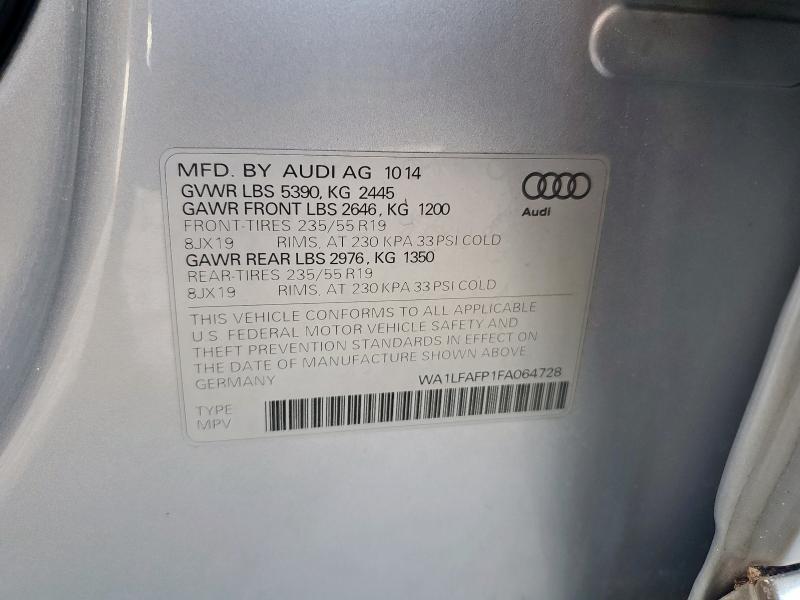 MFD. BY AUDI AG 10 14
GVWR LBS 5390, KG 2445
GAWR FRONT LBS 2646, KG 1200
FRONT-TIRES 235/55 R19
8JX19 RIMS, AT 230 KPA 33 PSI COLD
GAWR REAR LBS 2976, KG 1350
REAR-TIRES 235/55 R19
8JX19 RIMS, AT 230 KPA 33 PSI COLD
Audi
THIS VEHICLE CONFORMS TO ALL APPLICABLE
U.S. FEDERAL MOTOR VEHICLE SAFETY AND
THEFT PREVENTION STANDARDS IN EFFECT ON
THE DATE OF MANUFACTURE SHOWN ABOVE.
GERMANY WA1LFAFP1FA064728
TYPE
MPV